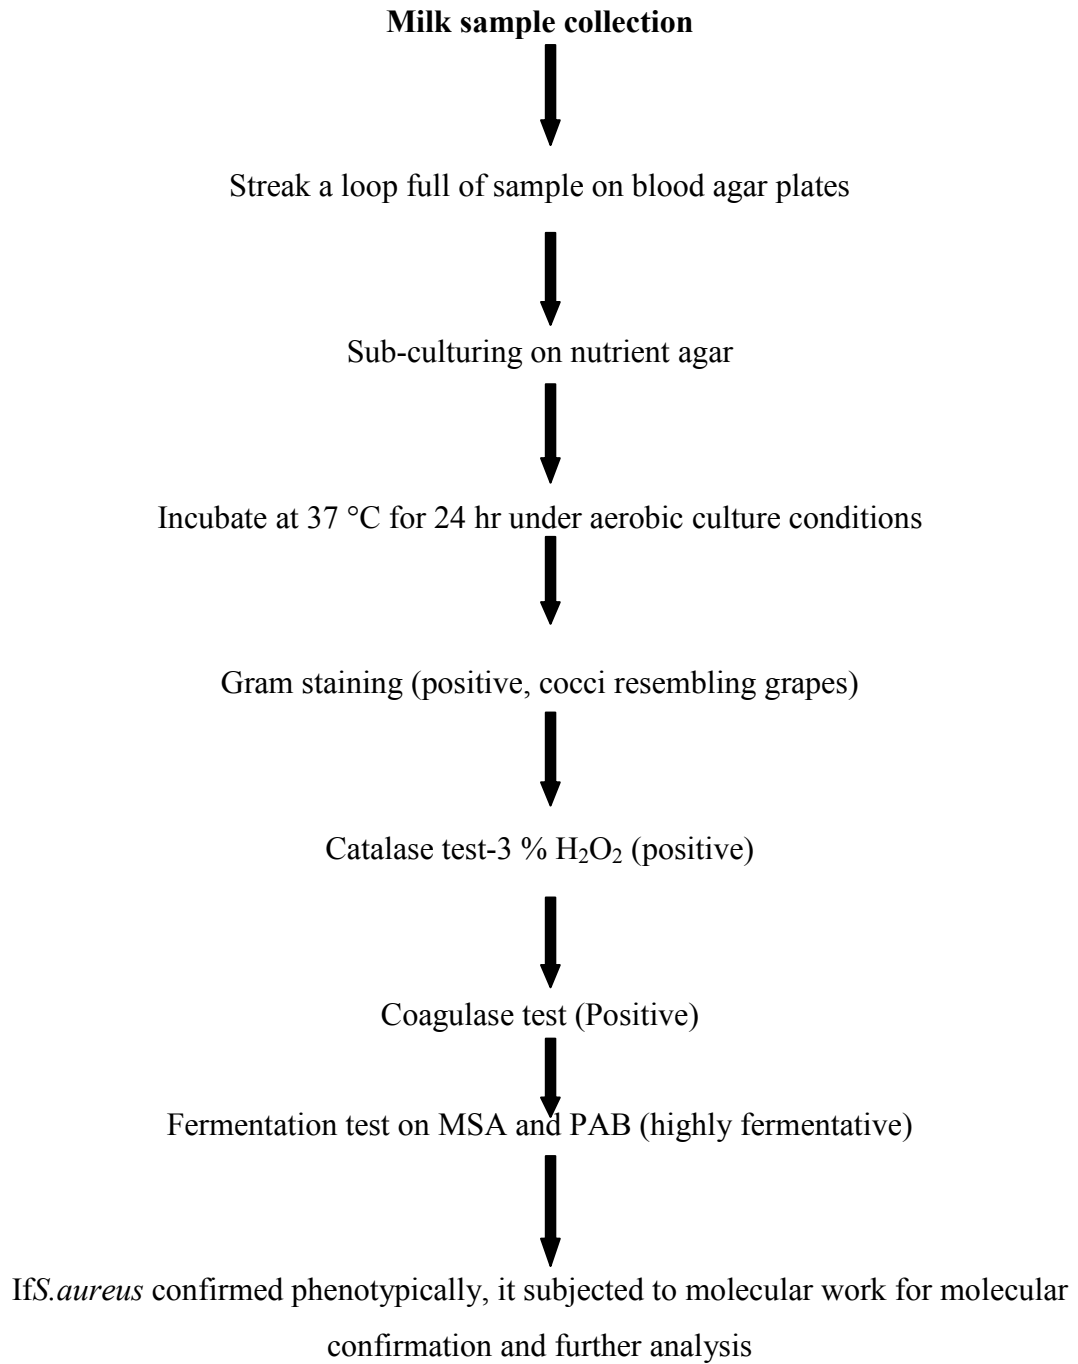 Milk sample collection
Streak a loop full of sample on blood agar plates
Sub-culturing on nutrient agar
Incubate at 37 °C for 24 hr under aerobic culture conditions
Gram staining (positive, cocci resembling grapes)
Catalase test-3 % H₂O₂ (positive)
Coagulase test (Positive)
Fermentation test on MSA and PAB (highly fermentative)
IfS.aureus confirmed phenotypically, it subjected to molecular work for molecular
confirmation and further analysis